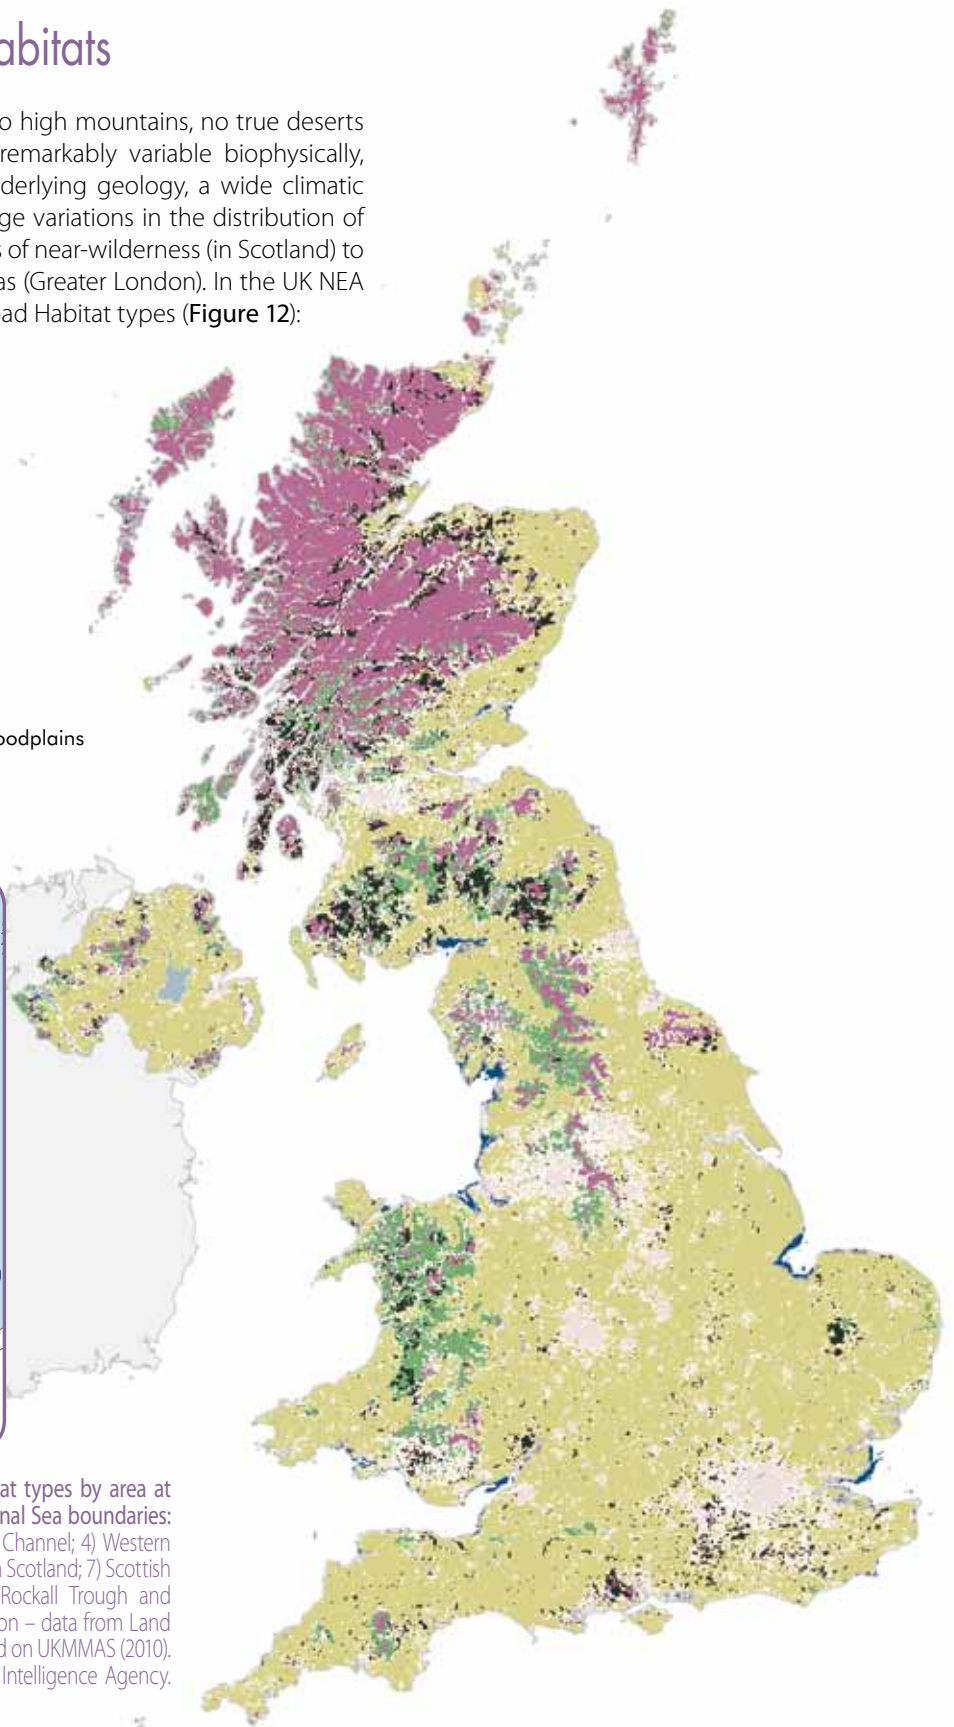 abitats
o high mountains, no true deserts
remarkably variable biophysically,
derlying geology, a wide climatic
ge variations in the distribution of
s of near-wilderness (in Scotland) to
as (Greater London). In the UK NEA
oad Habitat types (Figure 12):
oodplains
at types by area at
nal Sea boundaries:
Channel; 4) Western
n Scotland; 7) Scottish
Rockall Trough and
on – data from Land
d on UKMMAS (2010).
Intelligence Agency.